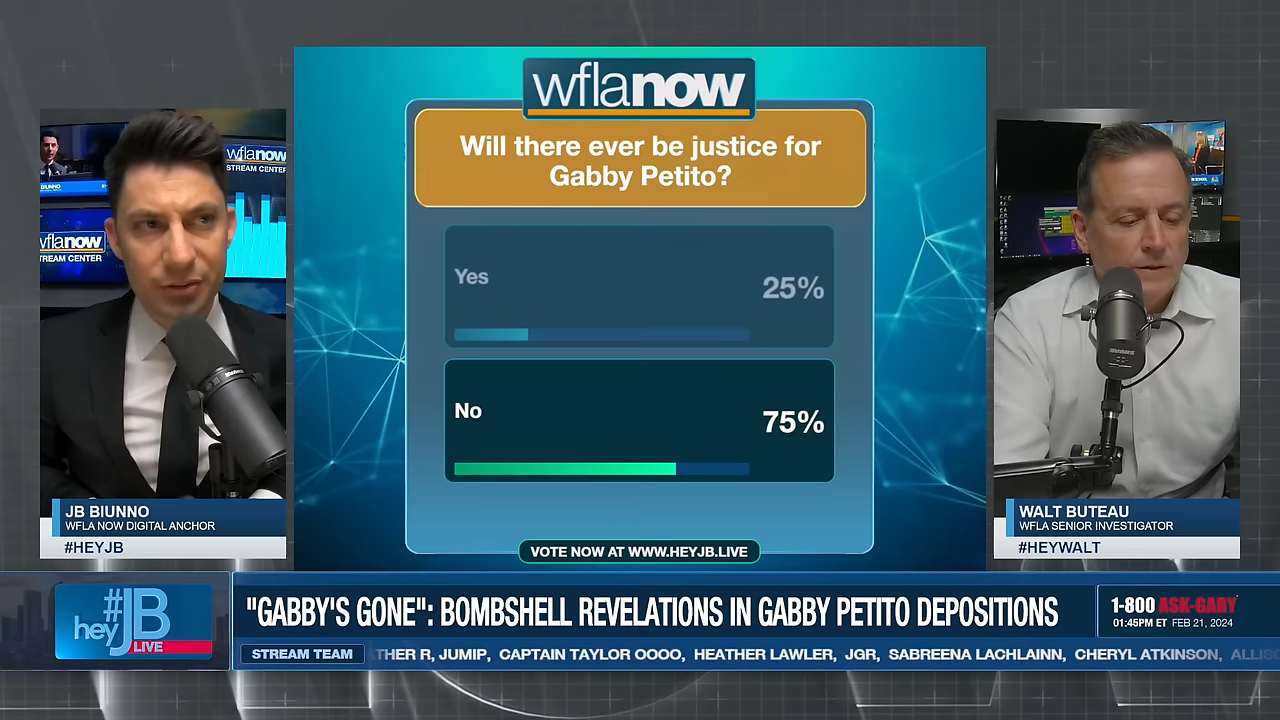 wflanow
Will there ever be justice for
Gabby Petito?
Yes
25%
No
75%
VOTE NOW AT WWW.HEYJB.LIVE
BIUNNO
wflanow
STREAM CENTER
wflanow
TREAM CENTER
JB BIUNNO
WFLA NOW DIGITAL ANCHOR
#HEYJB
WALT BUTEAU
WFLA SENIOR INVESTIGATOR
#HEYWALT
#heyJB
LIVE
"GABBY'S GONE": BOMBSHELL REVELATIONS IN GABBY PETITO DEPOSITIONS
1-800 ASK-GARY
01:45PM ET FEB 21, 2024
STREAM TEAM
THER R, JUMIP, CAPTAIN TAYLOR OOOO, HEATHER LAWLER, JGR, SABREENA LACHLAINN, CHERYL ATKINSON, ALLIS